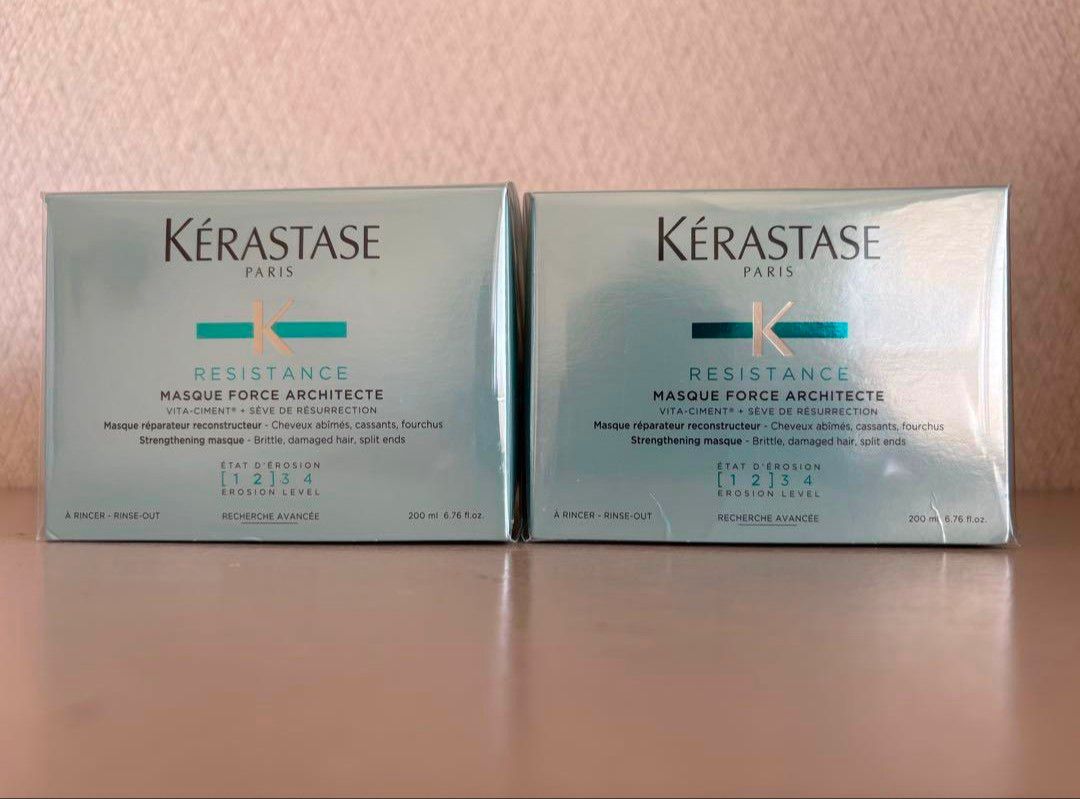 KÉRASTASE
PARIS
K
RESISTANCE
MASQUE FORCE ARCHITECTE
VITA-CIMENT® + SÈVE DE RÉSURRECTION
Masque réparateur reconstructeur - Cheveux abîmés, cassants, fourchus
Strengthening masque - Brittle, damaged hair, split ends
ÉTAT D'ÉROSION
[1 2]3 4
EROSION LEVEL
À RINCER - RINSE-OUT
RECHERCHE AVANCÉE
200 ml 6.76 fl.oz.
KÉRASTASE
PARIS
K
RESISTANCE
MASQUE FORCE ARCHITECTE
VITA-CIMENT® + SÈVE DE RÉSURRECTION
Masque réparateur reconstructeur - Cheveux abîmés, cassants, fourchus
Strengthening masque - Brittle, damaged hair, split ends
ÉTAT D'ÉROSION
[1 2]3 4
EROSION LEVEL
À RINCER - RINSE-OUT
RECHERCHE AVANCÉE
200 ml 6.76 fl.oz.